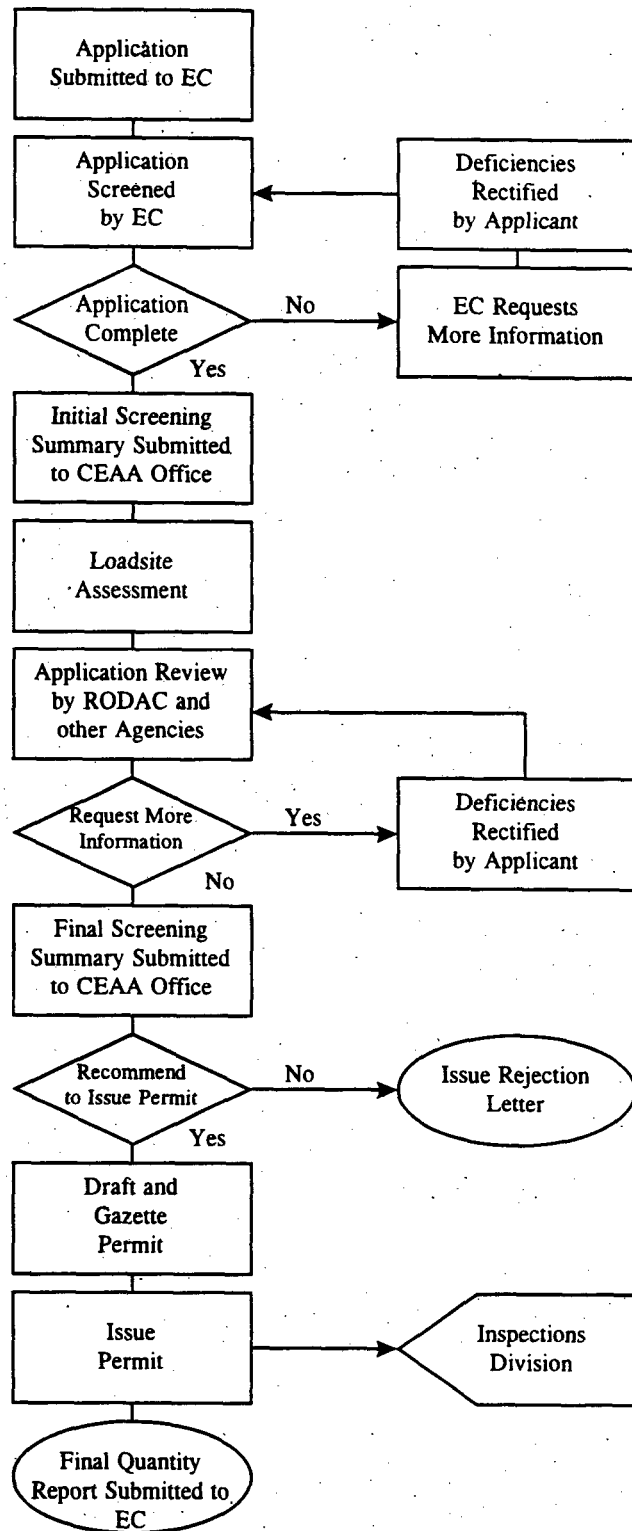 Application
Submitted to EC
Application
Screened
by EC
Deficiencies
Rectified
by Applicant
Application
Complete
No
EC Requests
More Information
Yes
Initial Screening
Summary Submitted
to CEAA Office
Loadsite
Assessment
Application Review
by RODAC and
other Agencies
Request More
Information
Yes
Deficiencies
Rectified
by Applicant
No
Final Screening
Summary Submitted
to CEAA Office
Recommend
to Issue Permit
No
Issue Rejection
Letter
Yes
Draft and
Gazette
Permit
Issue
Permit
Inspections
Division
Final Quantity
Report Submitted to
EC